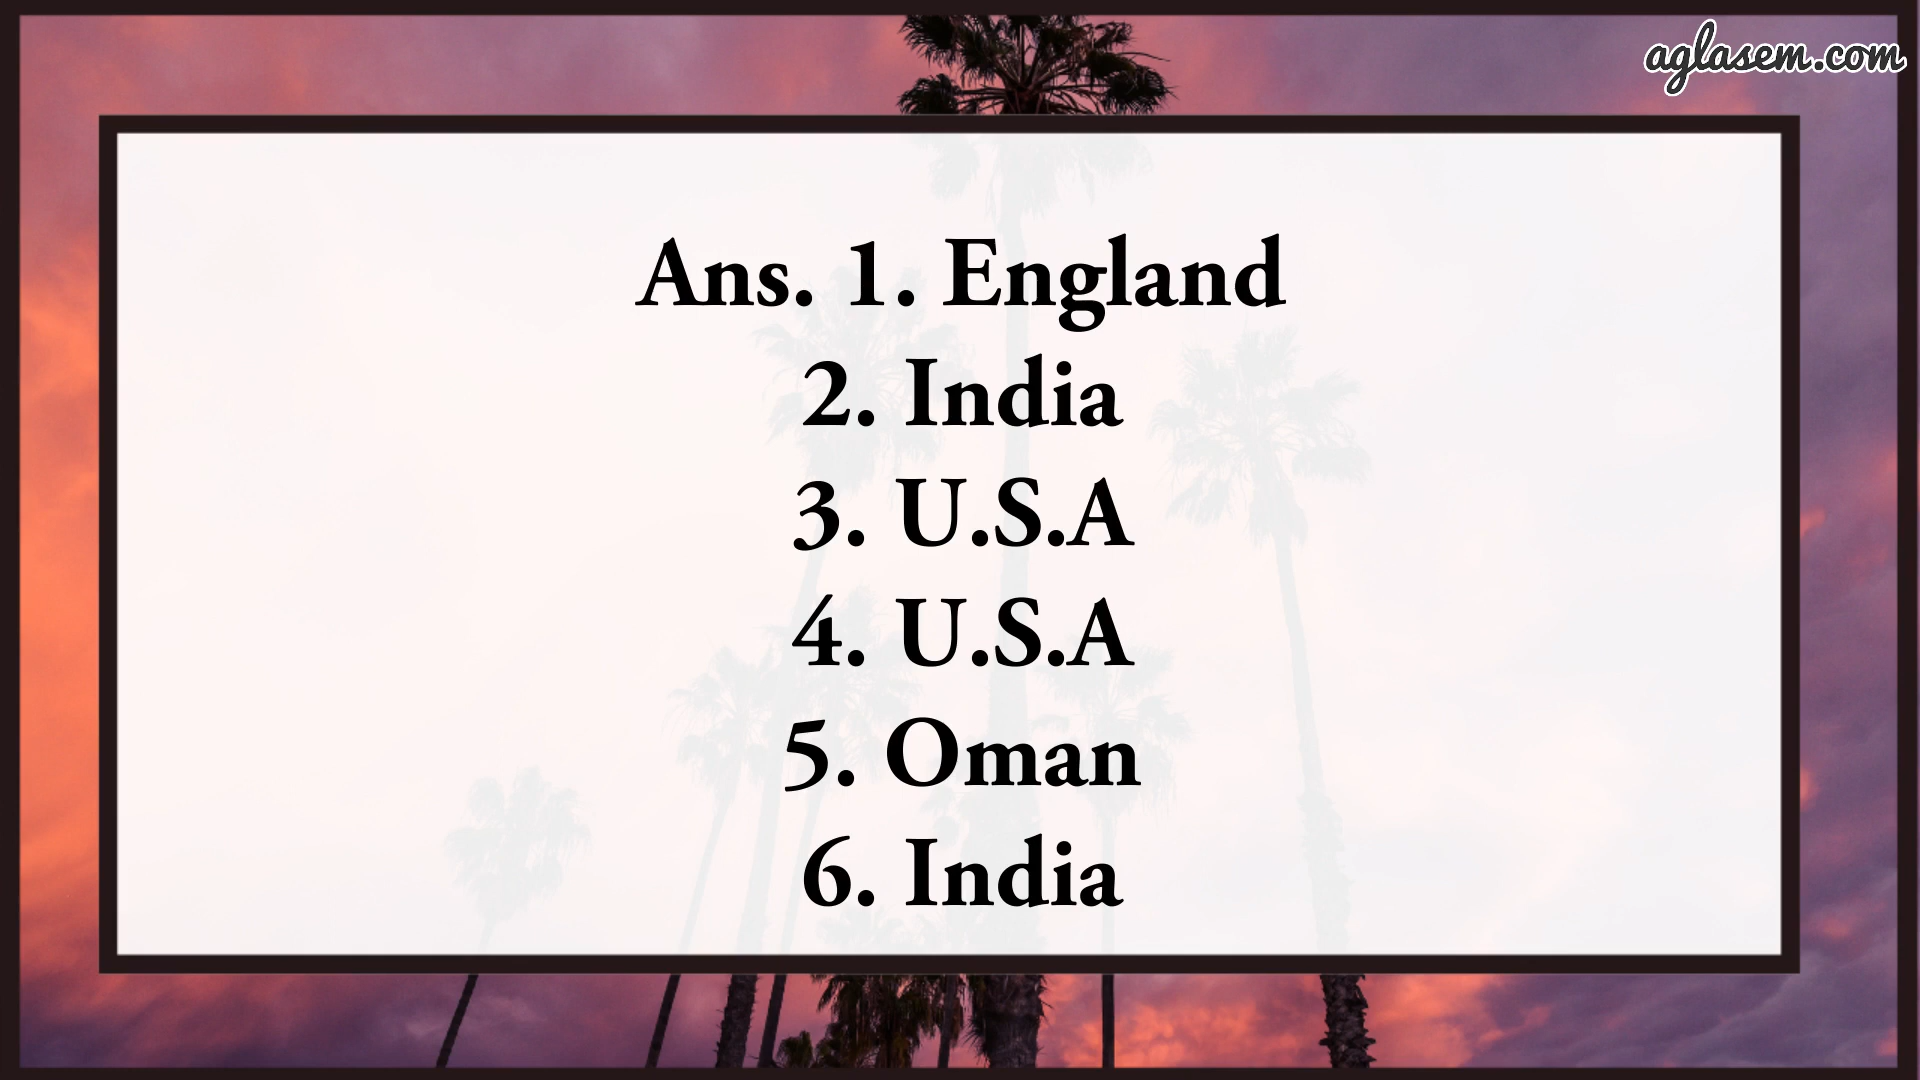 aglasem.com
Ans. 1. England
2. India
3. U.S.A
4. U.S.A
5. Oman
6. India